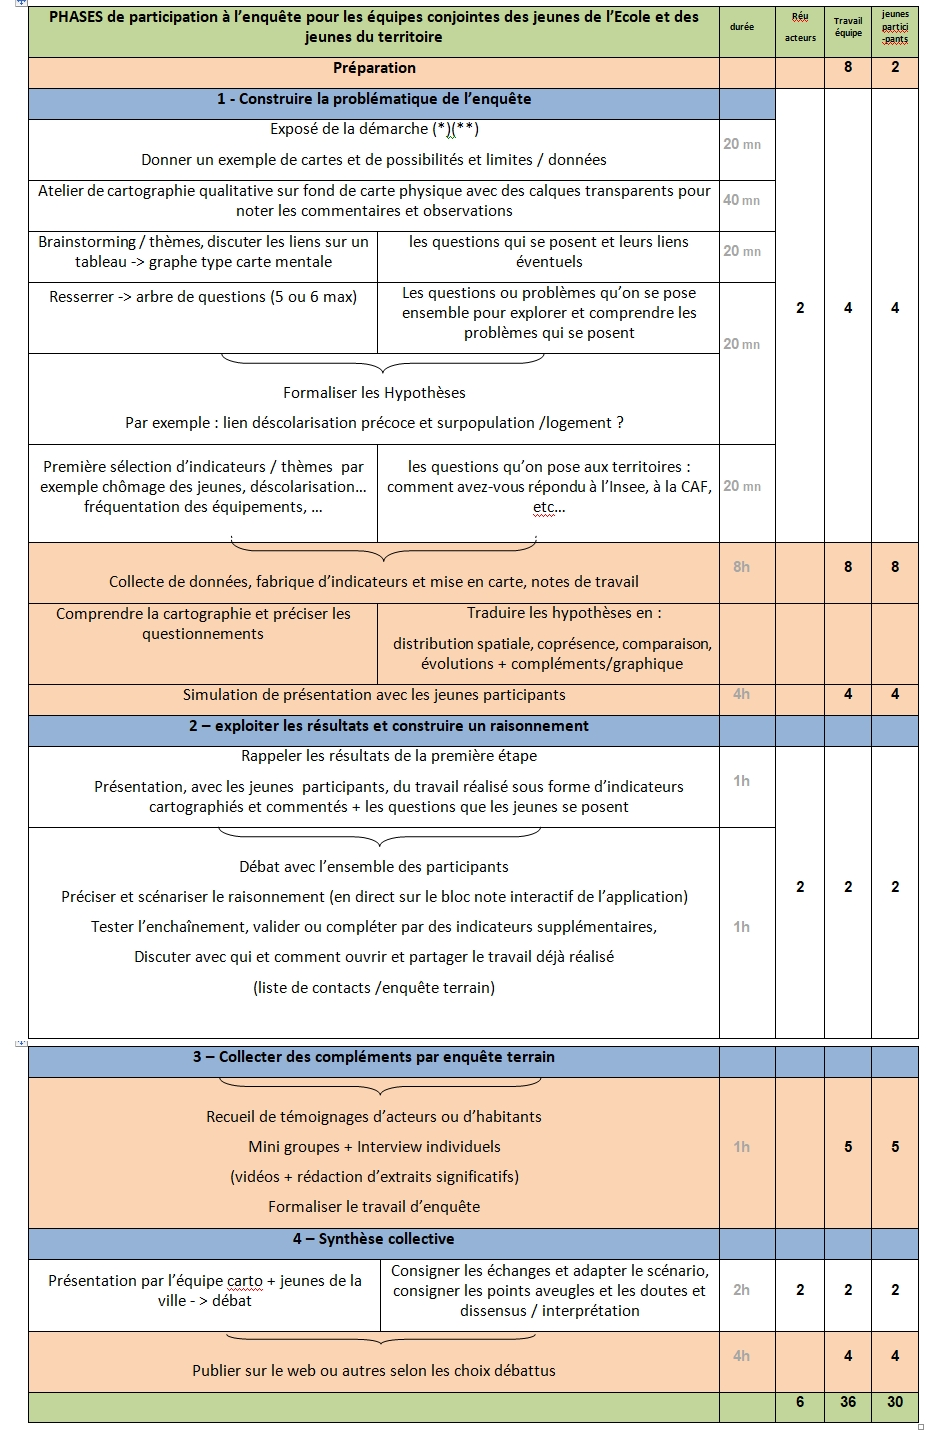 PHASES de participation à l’enquête pour les équipes conjointes des jeunes de l’Ecole et des
jeunes du territoire
durée
Réu
acteurs
Travail
équipe
jeunes
partici
-pants
Préparation
8
2
1 - Construire la problématique de l’enquête
Exposé de la démarche (*)(**)
Donner un exemple de cartes et de possibilités et limites / données
20 mn
Atelier de cartographie qualitative sur fond de carte physique avec des calques transparents pour
noter les commentaires et observations
40 mn
Brainstorming / thèmes, discuter les liens sur un
tableau -> graphe type carte mentale
les questions qui se posent et leurs liens
éventuels
20 mn
Resserrer -> arbre de questions (5 ou 6 max)
Les questions ou problèmes qu’on se pose
ensemble pour explorer et comprendre les
problèmes qui se posent
20 mn
2
4
4
Formaliser les Hypothèses
Par exemple : lien déscolarisation précoce et surpopulation /logement ?
Première sélection d’indicateurs / thèmes par
exemple chômage des jeunes, déscolarisation...
fréquentation des équipements, ...
les questions qu’on pose aux territoires :
comment avez-vous répondu à l’Insee, à la CAF,
etc...
20 mn
Collecte de données, fabrique d’indicateurs et mise en carte, notes de travail
8h
8
8
Comprendre la cartographie et préciser les
questionnements
Traduire les hypothèses en :
distribution spatiale, coprésence, comparaison,
évolutions + compléments/graphique
Simulation de présentation avec les jeunes participants
4h
4
4
2 – exploiter les résultats et construire un raisonnement
Rappeler les résultats de la première étape
Présentation, avec les jeunes participants, du travail réalisé sous forme d’indicateurs
cartographiés et commentés + les questions que les jeunes se posent
1h
Débat avec l’ensemble des participants
Préciser et scénariser le raisonnement (en direct sur le bloc note interactif de l’application)
Tester l’enchaînement, valider ou compléter par des indicateurs supplémentaires,
Discuter avec qui et comment ouvrir et partager le travail déjà réalisé
(liste de contacts /enquête terrain)
1h
2
2
2
3 – Collecter des compléments par enquête terrain
Recueil de témoignages d’acteurs ou d’habitants
Mini groupes + Interview individuels
(vidéos + rédaction d’extraits significatifs)
Formaliser le travail d’enquête
1h
5
5
4 – Synthèse collective
Présentation par l’équipe carto + jeunes de la
ville - > débat
Consigner les échanges et adapter le scénario,
consigner les points aveugles et les doutes et
dissensus / interprétation
2h
2
2
2
Publier sur le web ou autres selon les choix débattus
4h
4
4
6
36
30